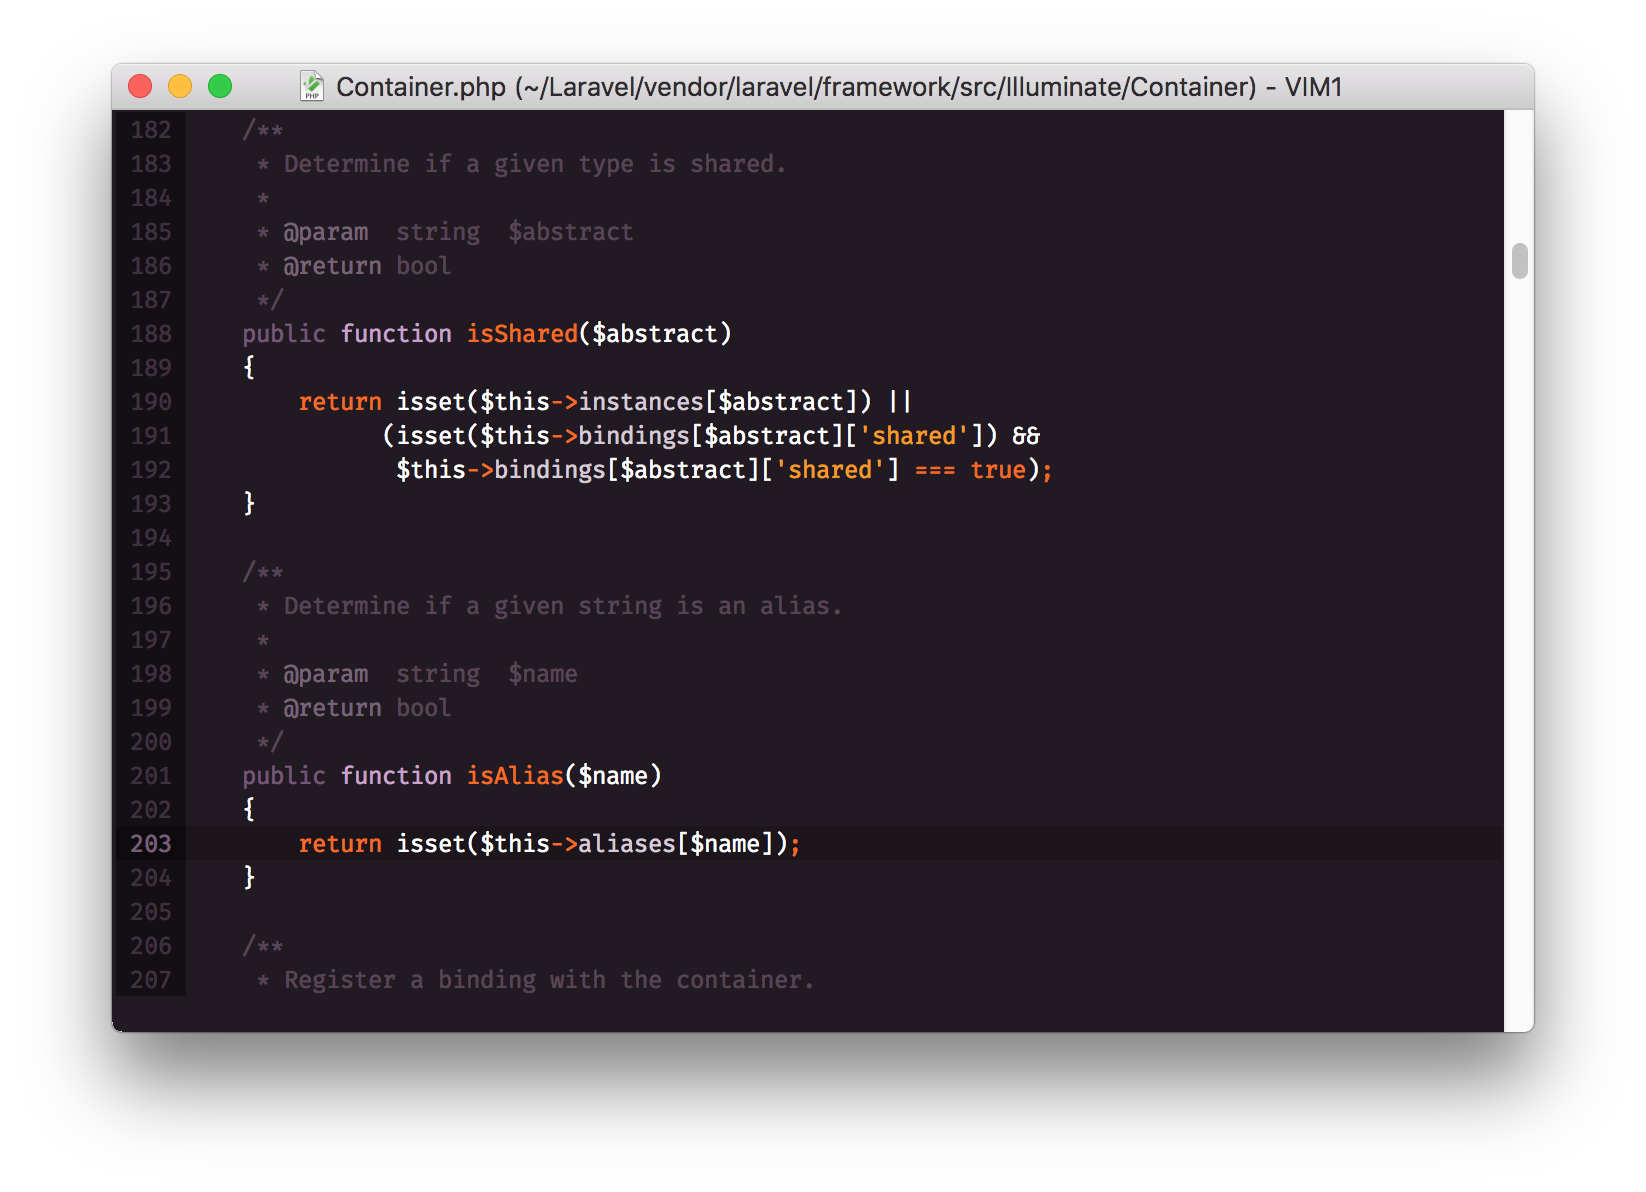 Container.php (~/Laravel/vendor/laravel/framework/src/Illuminate/Container) - VIM1
PHP
182    /**
183     * Determine if a given type is shared.
184     *
185     * @param  string  $abstract
186     * @return bool
187     */
188    public function isShared($abstract)
189    {
190        return isset($this->instances[$abstract]) ||
191              (isset($this->bindings[$abstract]['shared']) &&
192               $this->bindings[$abstract]['shared'] === true);
193    }
194
195    /**
196     * Determine if a given string is an alias.
197     *
198     * @param  string  $name
199     * @return bool
200     */
201    public function isAlias($name)
202    {
203        return isset($this->aliases[$name]);
204    }
205
206    /**
207     * Register a binding with the container.